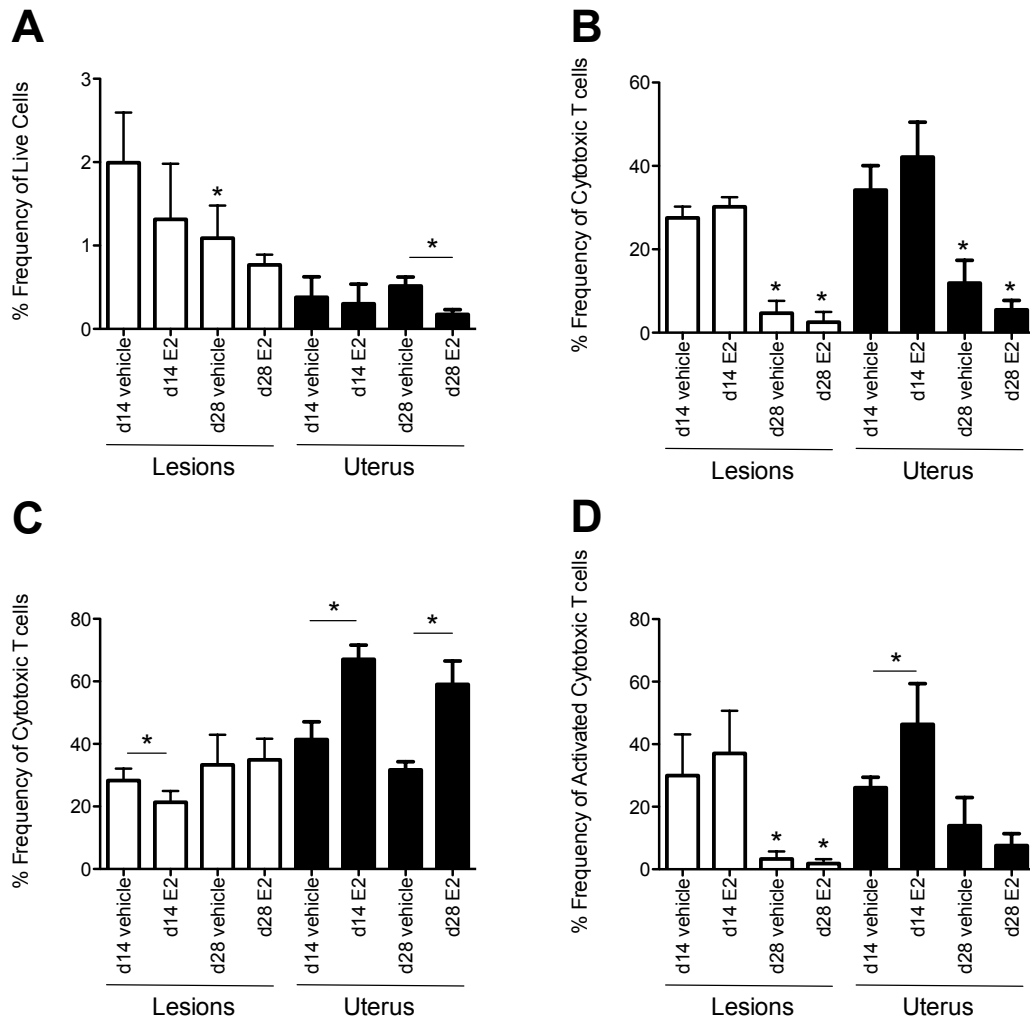 A
% Frequency of Live Cells
3
2
1
0
*
*
d14 vehicle
d14 E2
d28 vehicle
d28 E2
d14 vehicle
d14 E2
d28 vehicle
d28 E2
Lesions
Uterus
B
% Frequency of Cytotoxic T cells
60
40
20
0
*
*
*
*
d14 vehicle
d14 E2
d28 vehicle
d28 E2
d14 vehicle
d14 E2
d28 vehicle
d28 E2
Lesions
Uterus
C
% Frequency of Cytotoxic T cells
80
60
40
20
0
*
*
*
d14 vehicle
d14 E2
d28 vehicle
d28 E2
d14 vehicle
d14 E2
d28 vehicle
d28 E2
Lesions
Uterus
D
% Frequency of Activated Cytotoxic T cells
80
60
40
20
0
*
*
*
d14 vehicle
d14 E2
d28 vehicle
d28 E2
d14 vehicle
d14 E2
d28 vehicle
d28 E2
Lesions
Uterus